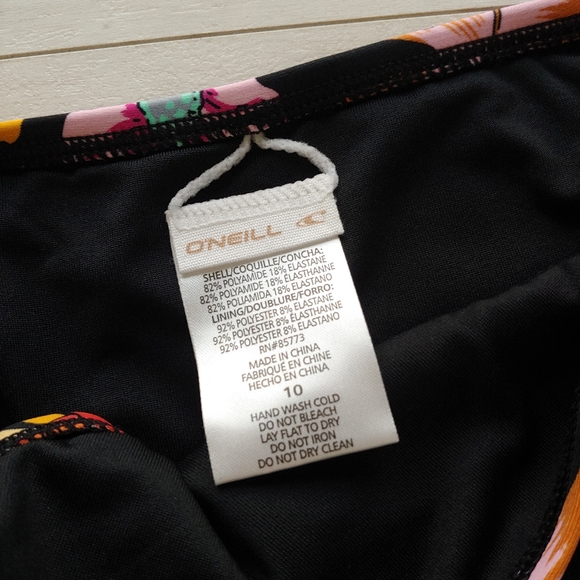 O'NEILL
SHELL/COQUILLE/CONCHA:
82% POLYAMIDE 18% ELASTANE
82% POLYAMIDE 18% ÉLASTHANNE
82% POLIAMIDA 18% ELASTANO
LINING/DOUBLURE/FORRO:
92% POLYESTER 8% ELASTANE
92% POLYESTER 8% ÉLASTHANNE
92% POLYESTER 8% ELASTANO
RN#85773
MADE IN CHINA
FABRIQUÉ EN CHINE
HECHO EN CHINA
10
HAND WASH COLD
DO NOT BLEACH
LAY FLAT TO DRY
DO NOT IRON
DO NOT DRY CLEAN